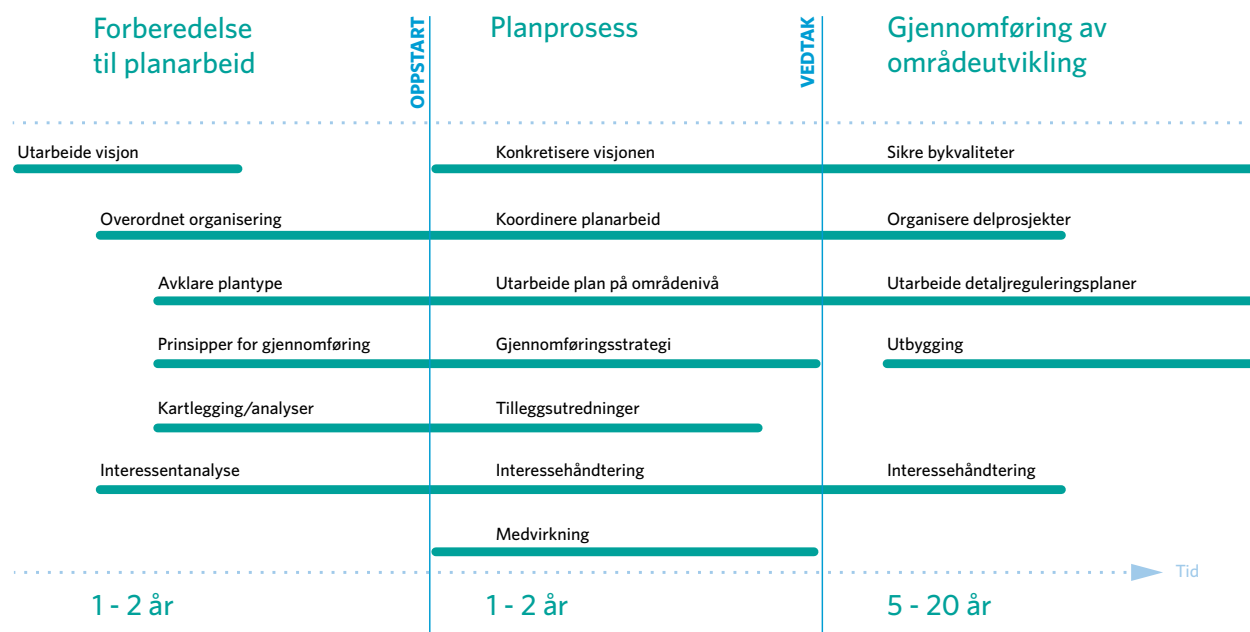 Forberedelse
til planarbeid
OPPSTART
Planprosess
VEDTAK
Gjennomføring av
områdeutvikling
Utarbeide visjon
Konkretisere visjonen
Sikre bykvaliteter
Overordnet organisering
Koordinere planarbeid
Organisere delprosjekter
Avklare plantype
Utarbeide plan på områdenivå
Utarbeide detaljreguleringsplaner
Prinsipper for gjennomføring
Gjennomføringsstrategi
Utbygging
Kartlegging/analyser
Tilleggsutredninger
Interessentanalyse
Interessehåndtering
Interessehåndtering
Medvirkning
Tid
1 - 2 år
1 - 2 år
5 - 20 år